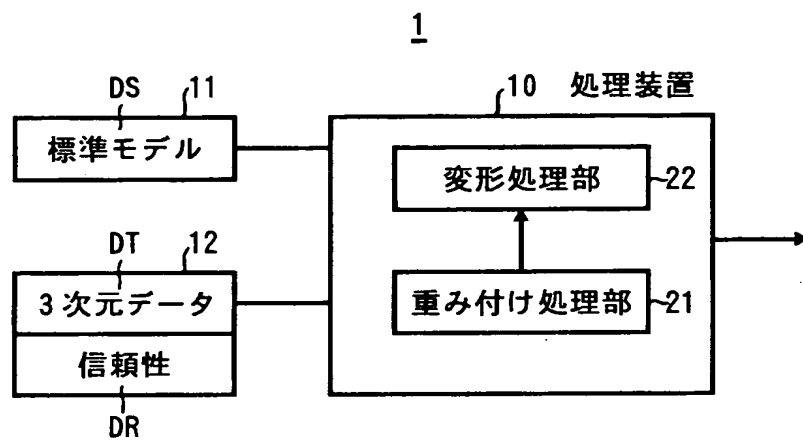 1
DS 11
標準モデル
DT 12
3次元データ
信頼性
DR
10 処理装置
変形処理部 22
重み付け処理部 21